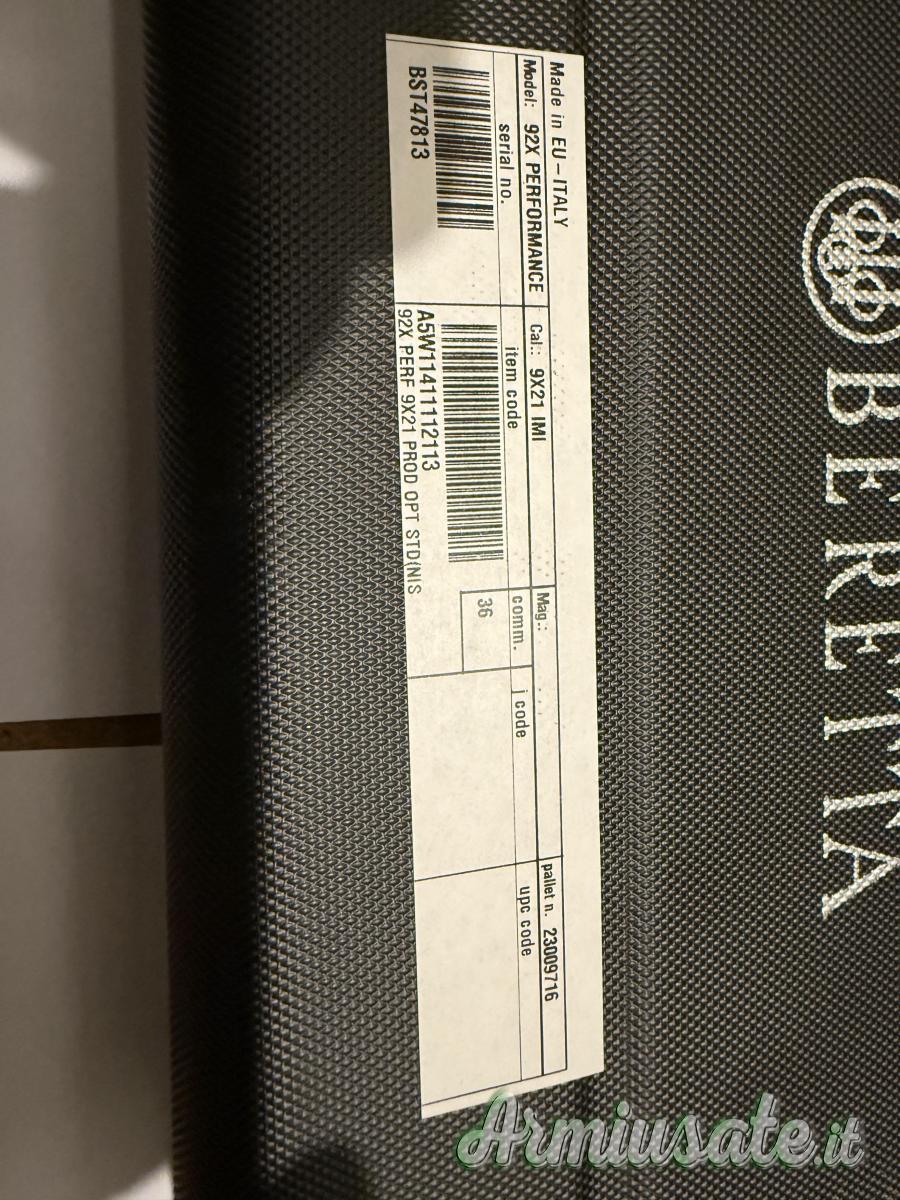 BERETTA
Made in EU – ITALY
Model: 92X PERFORMANCE Cal.: 9X21 IMI Mag.: pallet n. 23009716
serial no. item code comm. j code upc code
36
BST47813 A5W11411112113
92X PERF 9X21 PROD OPT STD(NIS
Armiusate.it